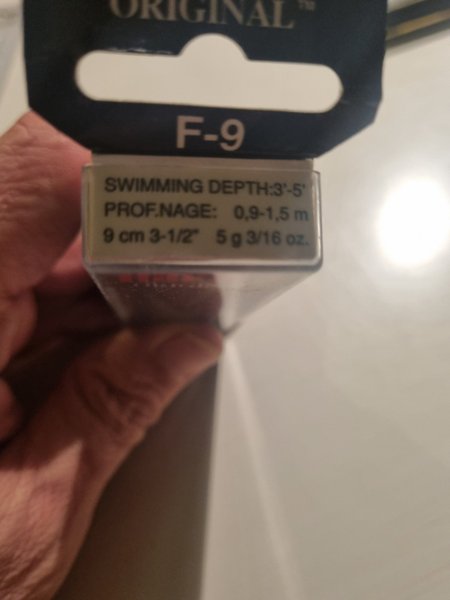 ORIGINAL™
F-9
SWIMMING DEPTH:3'-5'
PROF.NAGE: 0,9-1,5 m
9 cm 3-1/2" 5 g 3/16 oz.